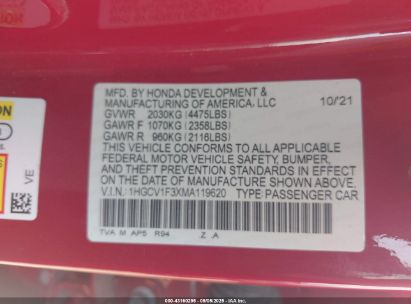 MFD. BY HONDA DEVELOPMENT &
MANUFACTURING OF AMERICA, LLC 10/21
GVWR 2030KG (4475LBS)
GAWR F 1070KG (2358LBS)
GAWR R 960KG (2116LBS)
THIS VEHICLE CONFORMS TO ALL APPLICABLE
FEDERAL MOTOR VEHICLE SAFETY, BUMPER,
AND THEFT PREVENTION STANDARDS IN EFFECT
ON THE DATE OF MANUFACTURE SHOWN ABOVE.
V.I.N.: 1HGCV1F3XMA119620 TYPE: PASSENGER CAR
TVA M AP5 R94 Z A
VE